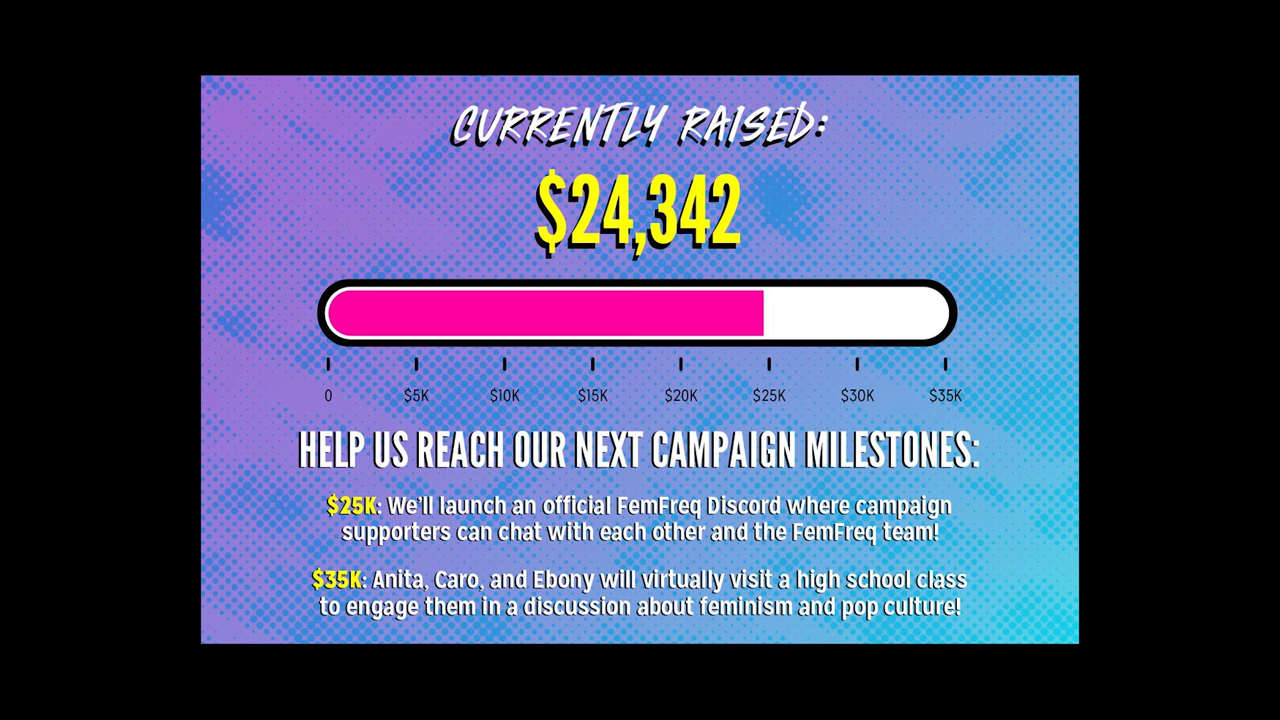 CURRENTLY RAISED:
$24,342
0 $5K $10K $15K $20K $25K $30K $35K
HELP US REACH OUR NEXT CAMPAIGN MILESTONES:
$25K: We'll launch an official FemFreq Discord where campaign
supporters can chat with each other and the FemFreq team!
$35K: Anita, Caro, and Ebony will virtually visit a high school class
to engage them in a discussion about feminism and pop culture!